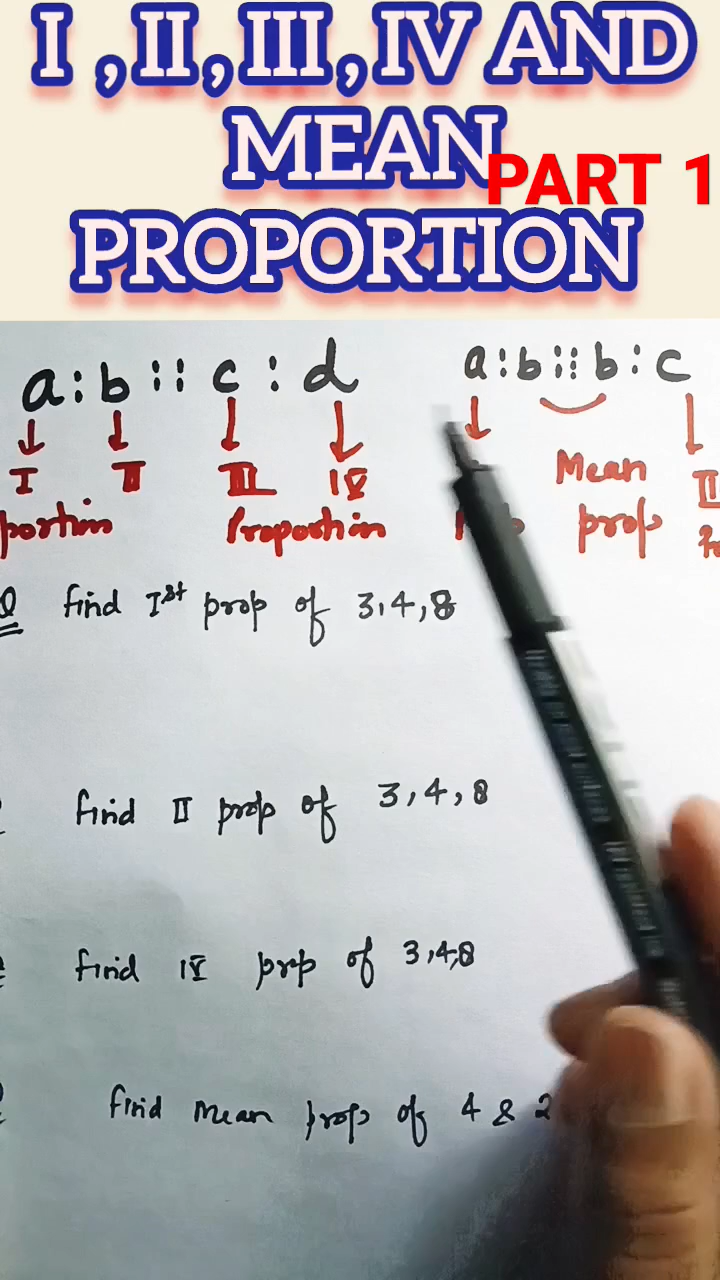 I , II, III, IV AND
MEAN
PART 1
PROPORTION
a : b :: c : d
I II III IV
Proportion
a : b :: b : c
Mean
prop
Q find Ist prop of 3,4,8
find II prop of 3,4,8
find IV prp of 3,4,8
find Mean prop of 4 &